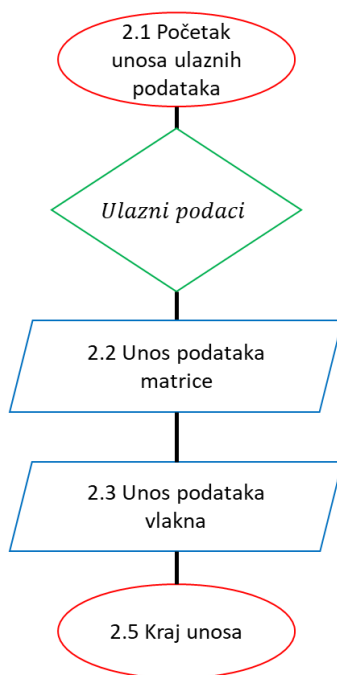 2.1 Početak
unosa ulaznih
podataka
Ulazni podaci
2.2 Unos podataka
matrice
2.3 Unos podataka
vlakna
2.5 Kraj unosa